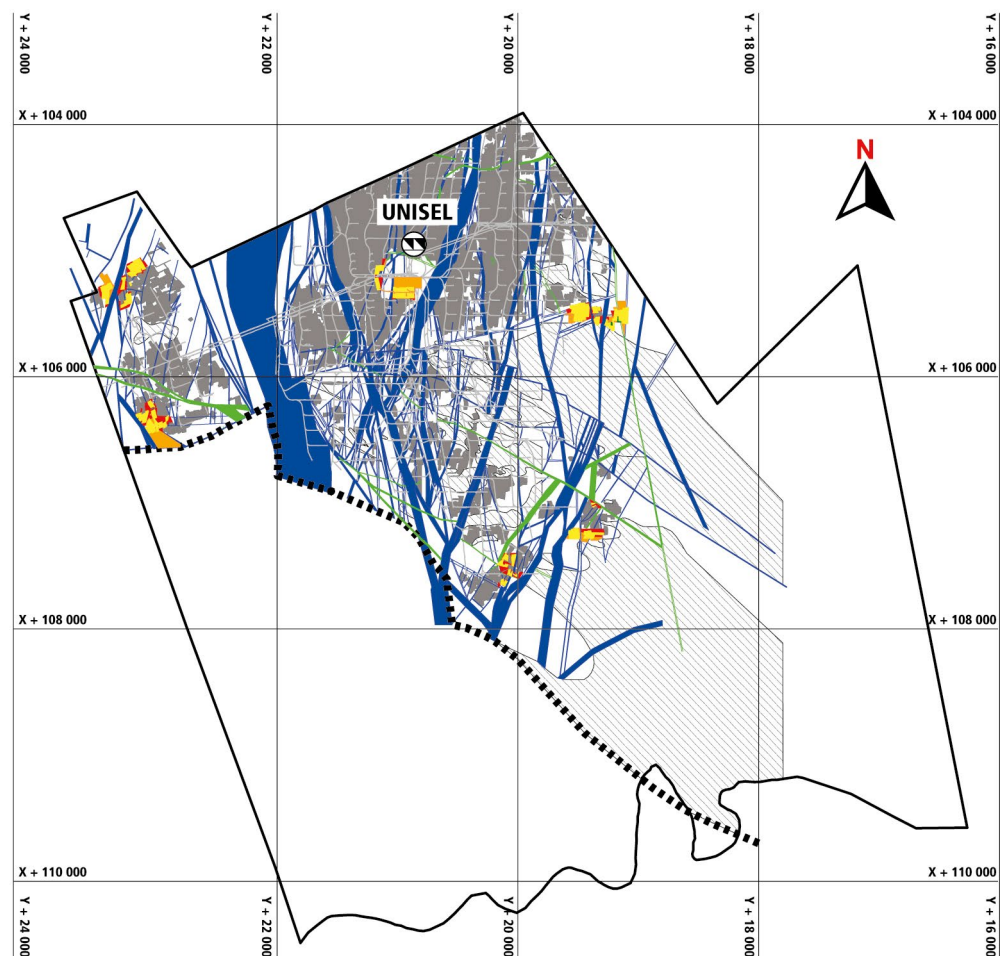 Y + 24 000
Y + 22 000
Y + 20 000
Y + 18 000
Y + 16 000
X + 104 000
X + 104 000
N
UNISEL
X + 106 000
X + 106 000
X + 108 000
X + 108 000
X + 110 000
X + 110 000
Y + 24 000
Y + 22 000
Y + 20 000
Y + 18 000
Y + 16 000